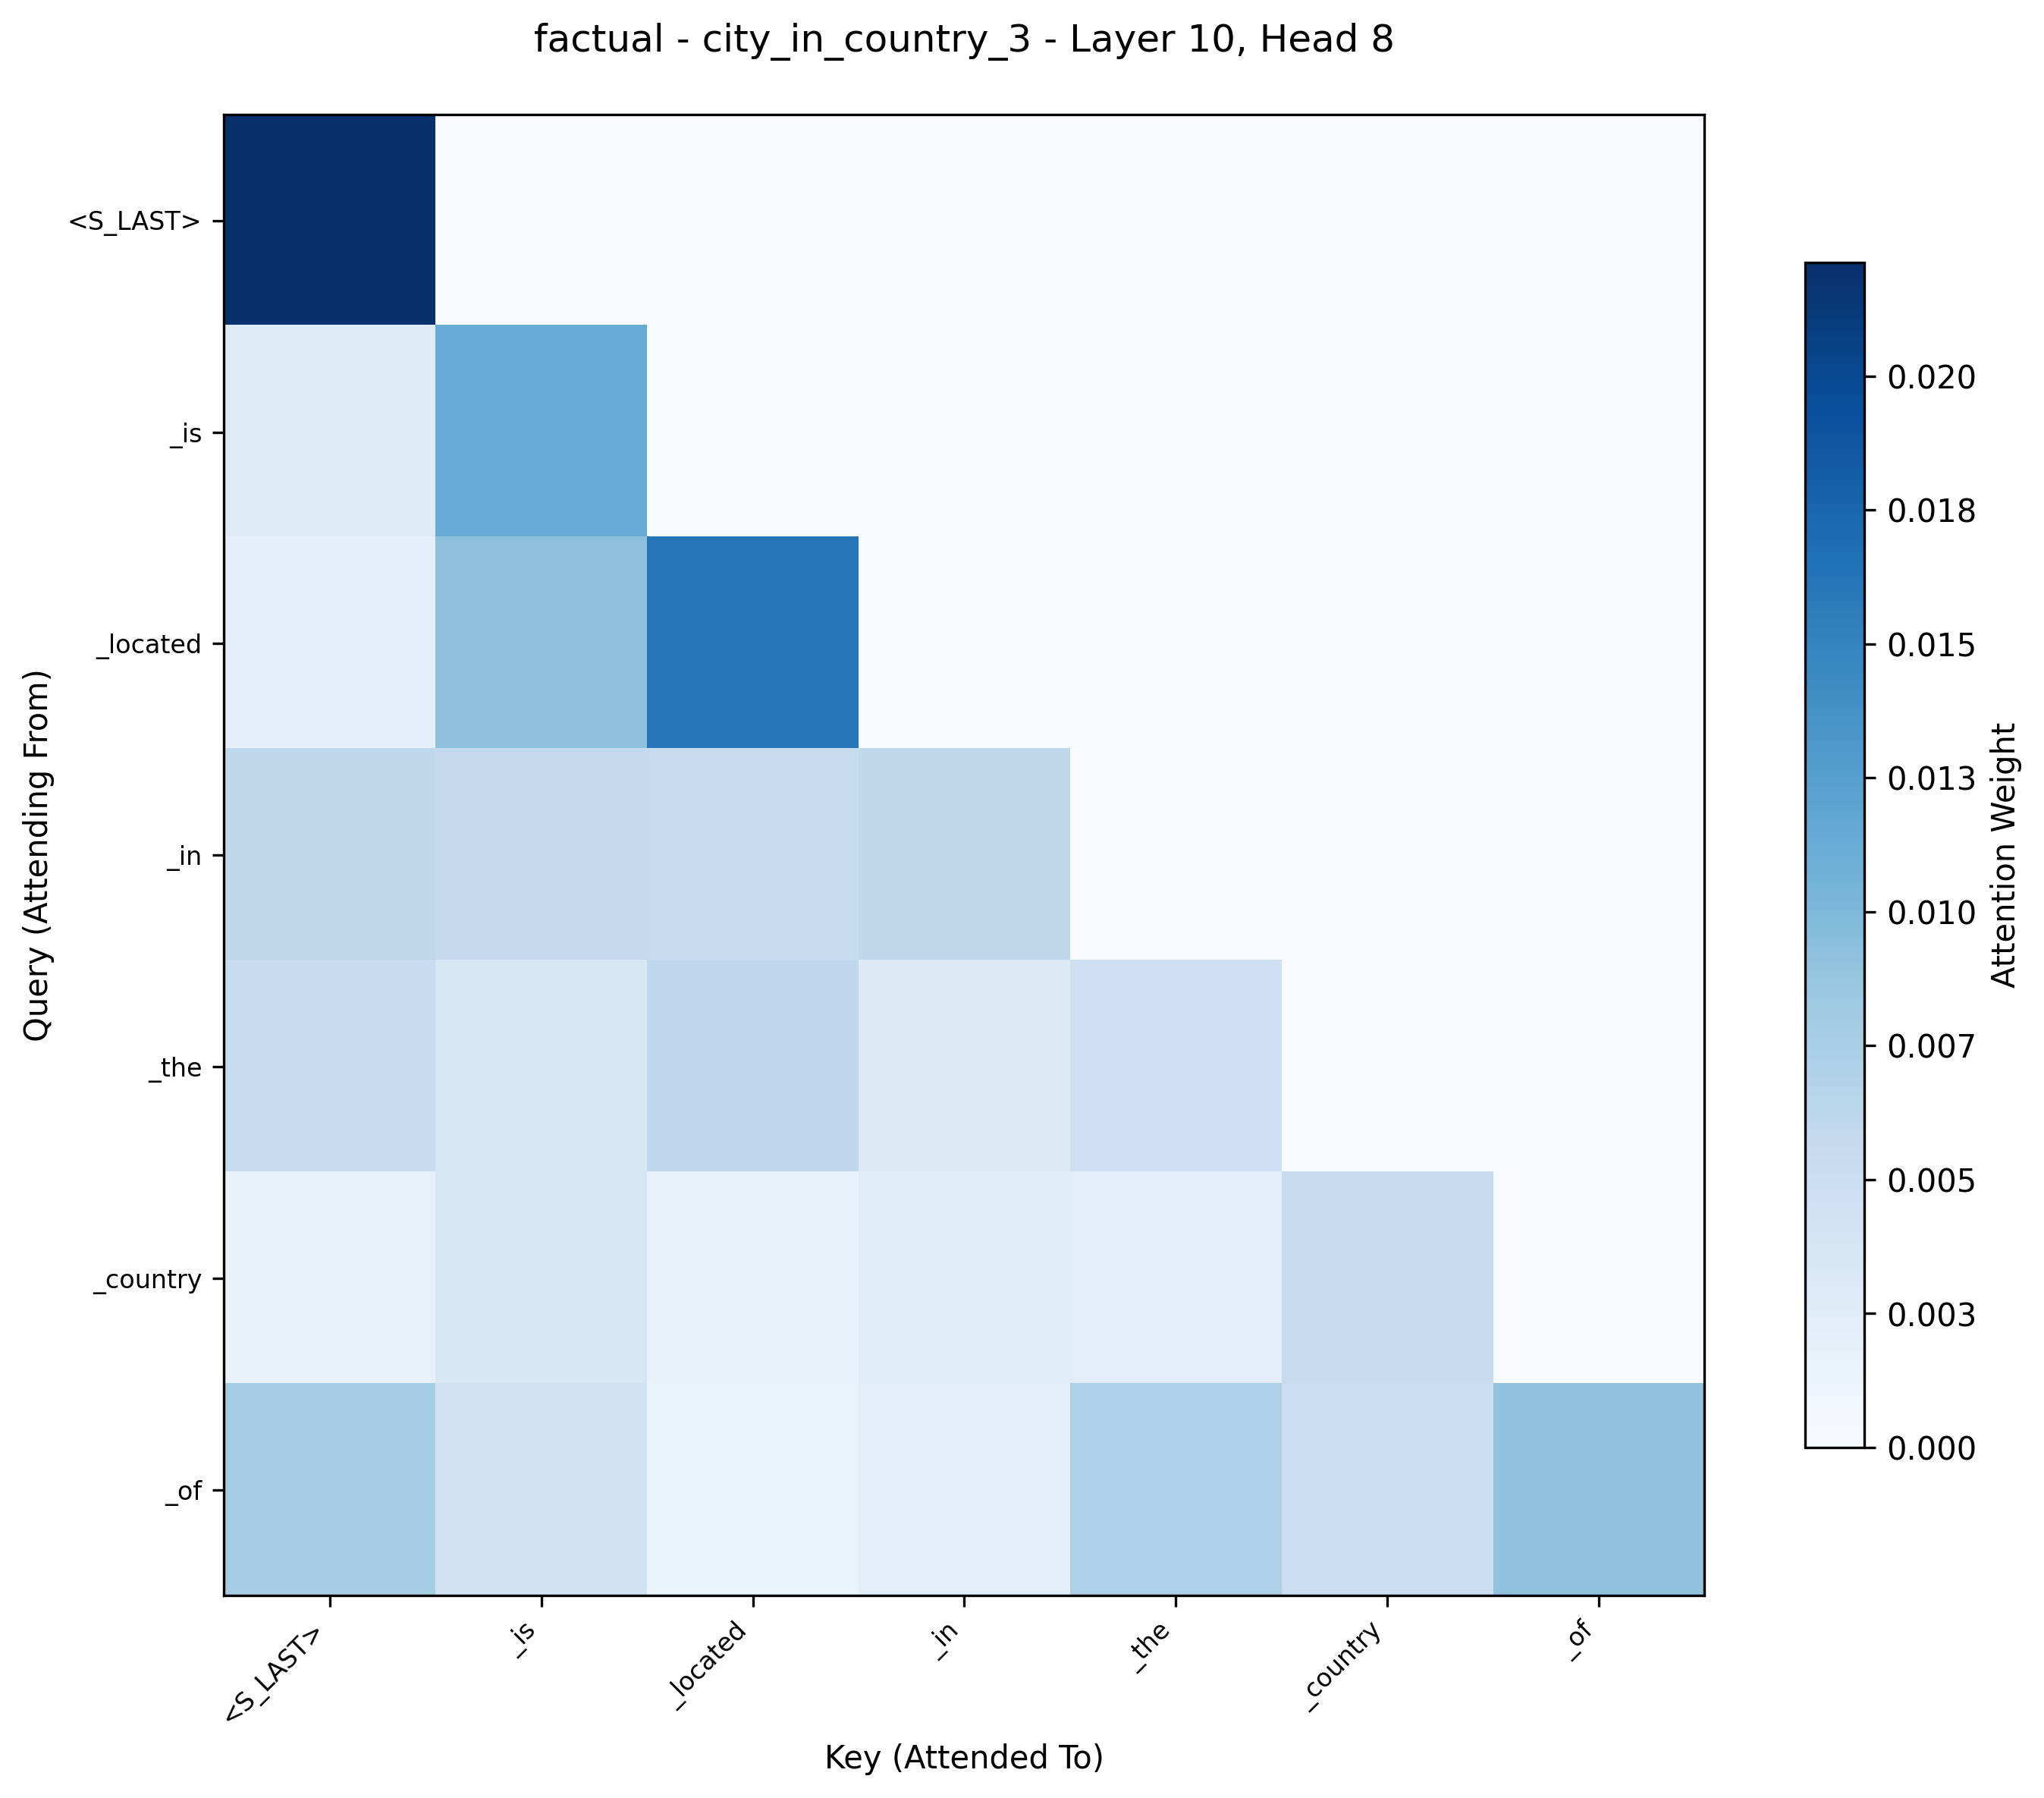 factual - city_in_country_3 - Layer 10, Head 8
Query (Attending From)
<S_LAST>
_is
_located
_in
_the
_country
_of
<S_LAST>
_is
_located
_in
_the
_country
_of
Key (Attended To)
0.020
0.018
0.015
0.013
0.010
0.007
0.005
0.003
0.000
Attention Weight